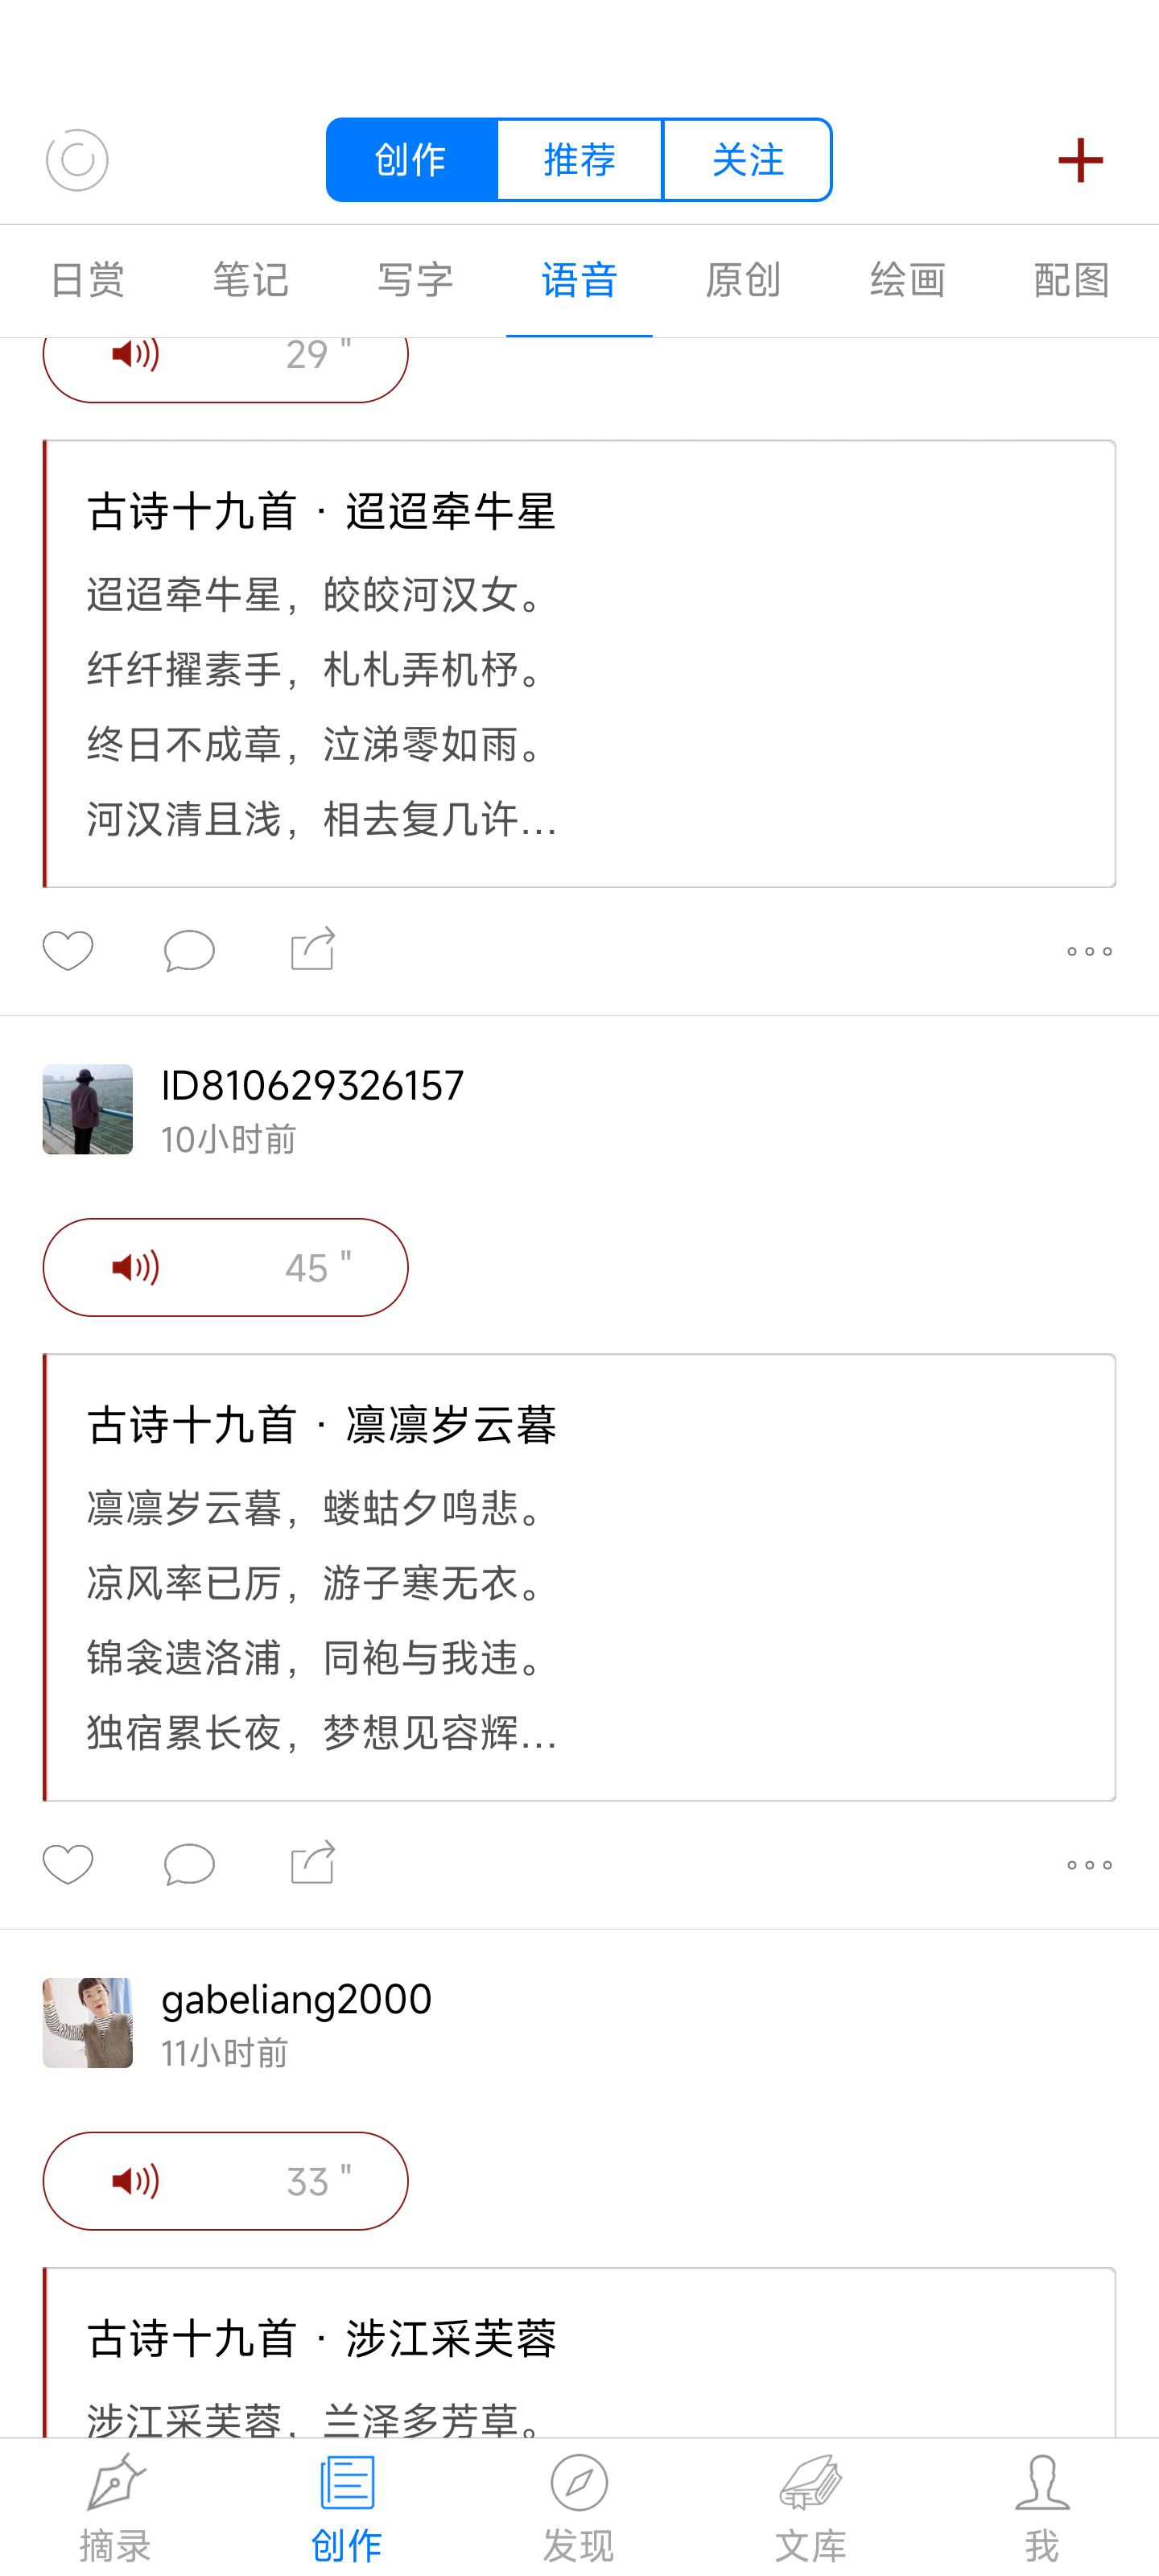 创作 推荐 关注
日赏 笔记 写字 语音 原创 绘画 配图
29 "
古诗十九首 · 迢迢牵牛星
迢迢牵牛星，皎皎河汉女。
纤纤擢素手，札札弄机杼。
终日不成章，泣涕零如雨。
河汉清且浅，相去复几许...
ID810629326157
10小时前
45 "
古诗十九首 · 凛凛岁云暮
凛凛岁云暮，蝼蛄夕鸣悲。
凉风率已厉，游子寒无衣。
锦衾遗洛浦，同袍与我违。
独宿累长夜，梦想见容辉...
gabeliang2000
11小时前
33 "
古诗十九首 · 涉江采芙蓉
涉江采芙蓉，兰泽多芳草。
摘录 创作 发现 文库 我